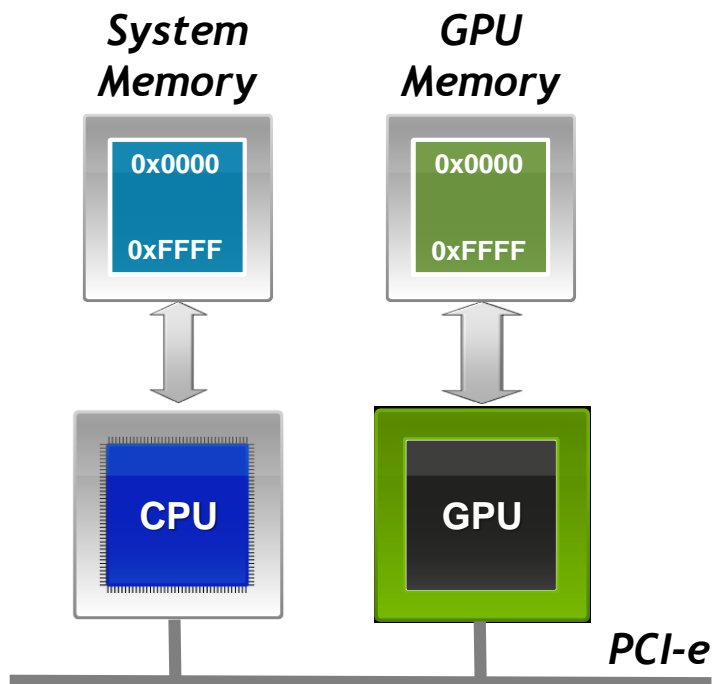 System
Memory
GPU
Memory
0x0000
0xFFFF
0x0000
0xFFFF
CPU
GPU
PCI-e